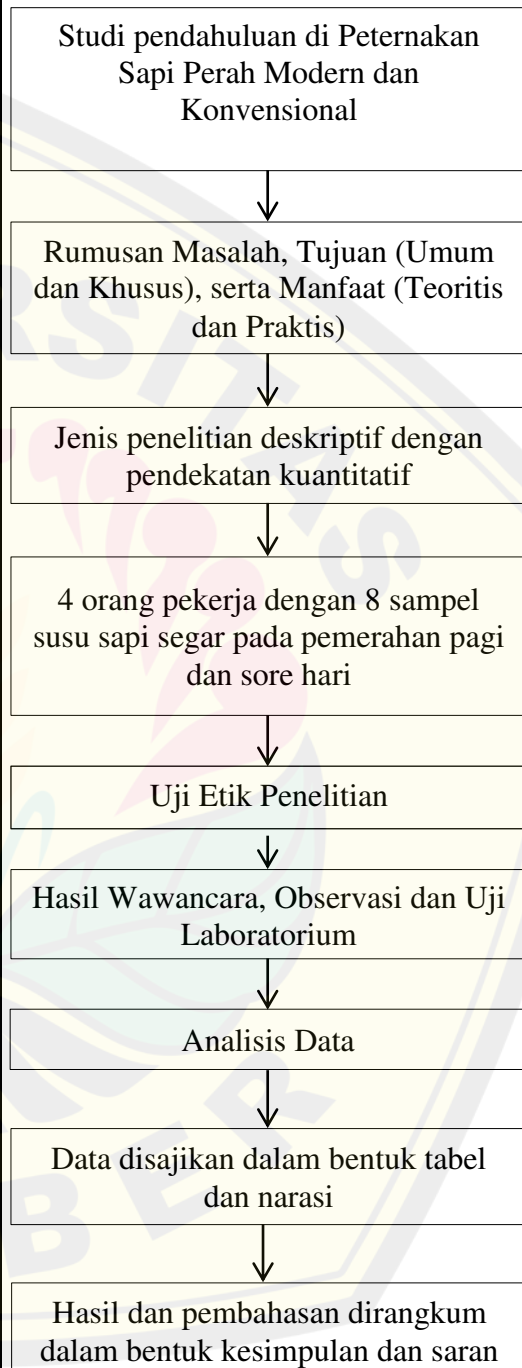 Studi pendahuluan di Peternakan
Sapi Perah Modern dan
Konvensional
Rumusan Masalah, Tujuan (Umum
dan Khusus), serta Manfaat (Teoritis
dan Praktis)
Jenis penelitian deskriptif dengan
pendekatan kuantitatif
4 orang pekerja dengan 8 sampel
susu sapi segar pada pemerahan pagi
dan sore hari
Uji Etik Penelitian
Hasil Wawancara, Observasi dan Uji
Laboratorium
Analisis Data
Data disajikan dalam bentuk tabel
dan narasi
Hasil dan pembahasan dirangkum
dalam bentuk kesimpulan dan saran